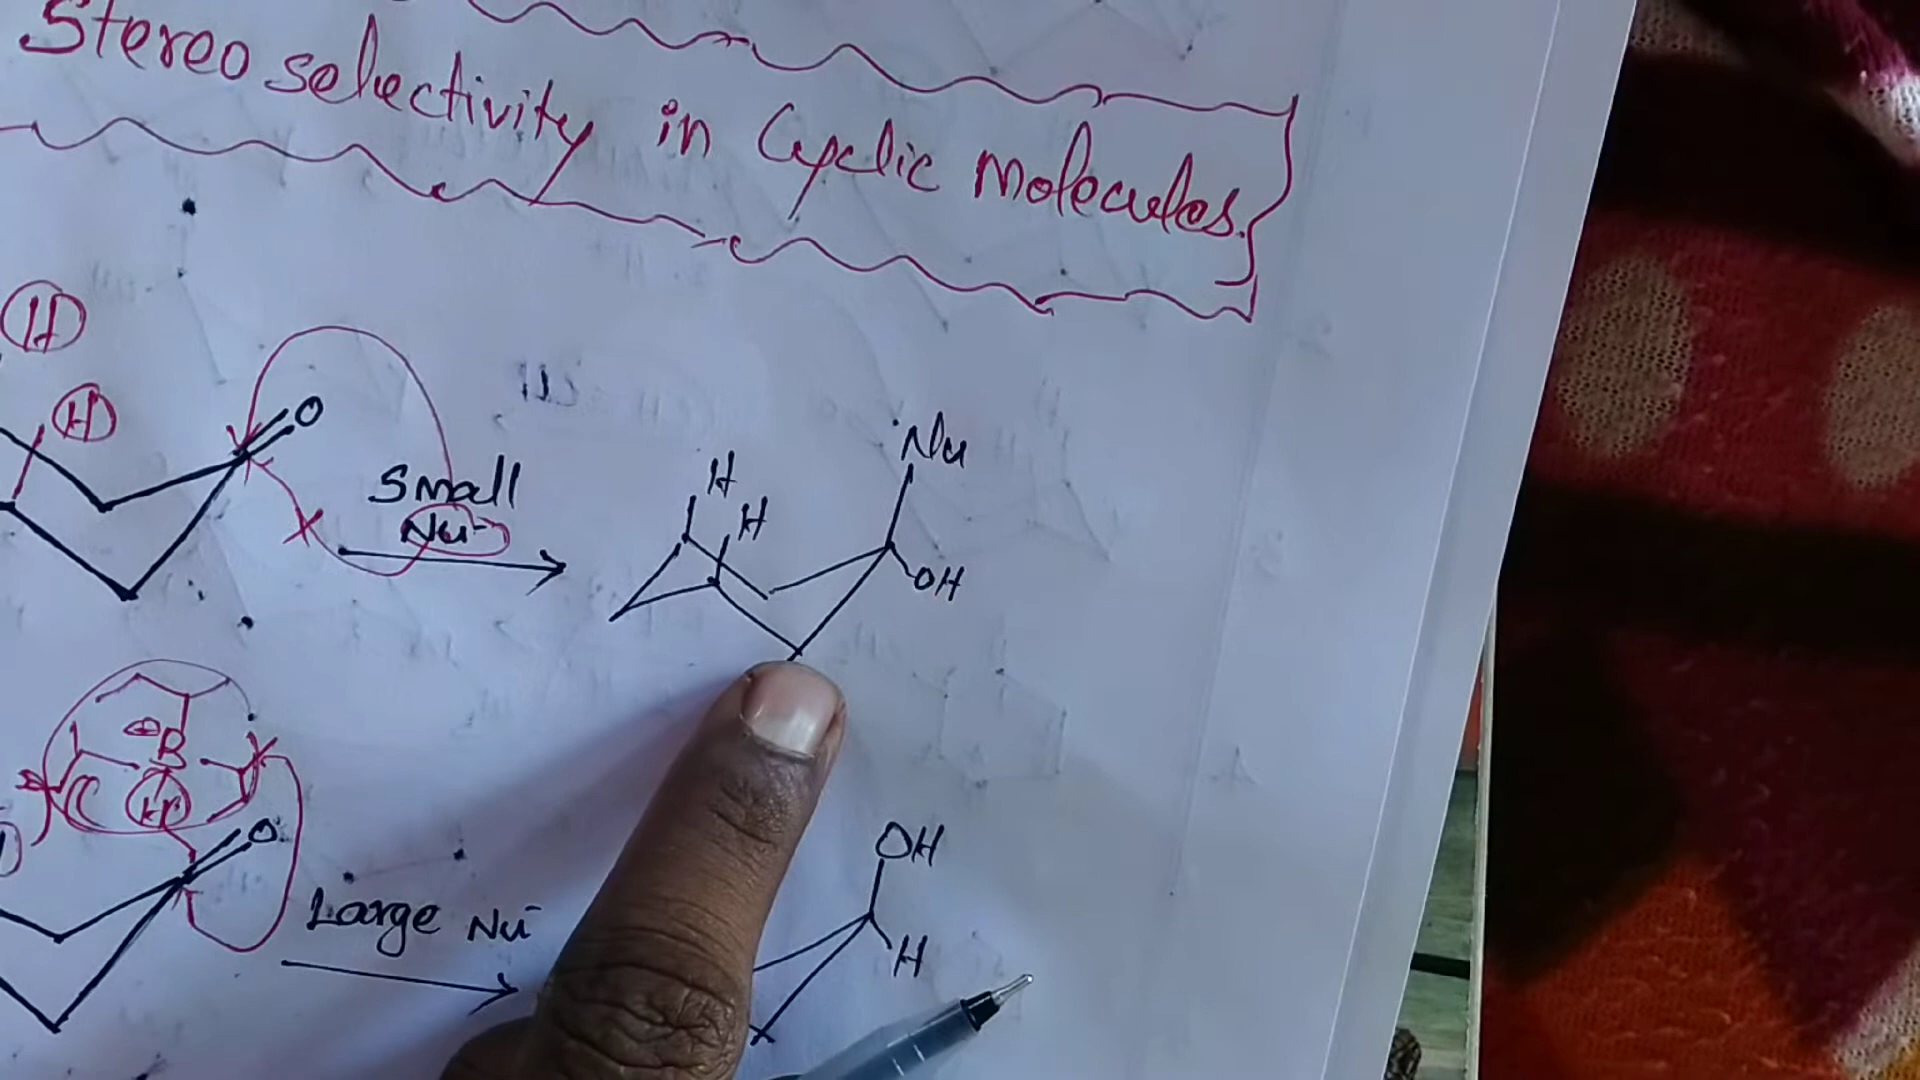 Stereo selectivity in Cyclic Molecules.
H
H
O
Small
Nu-
H
H
Nu
OH
B
O
Large Nu-
OH
H